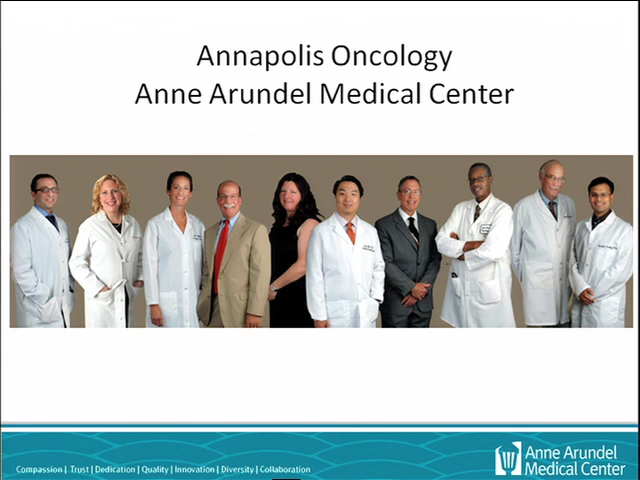 Annapolis Oncology
Anne Arundel Medical Center
Compassion | Trust | Dedication | Quality | Innovation | Diversity | Collaboration
Anne Arundel
Medical Center